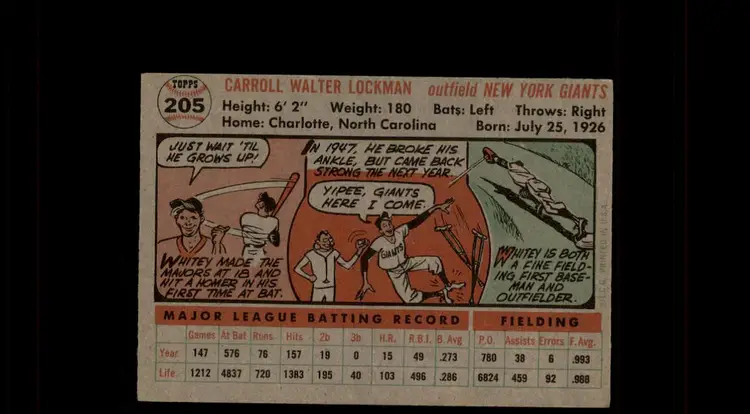 TOPPS
205
CARROLL WALTER LOCKMAN outfield NEW YORK GIANTS
Height: 6' 2" Weight: 180 Bats: Left Throws: Right
Home: Charlotte, North Carolina Born: July 25, 1926
JUST WAIT 'TIL
HE GROWS UP!
WHITEY MADE THE
MAJORS AT 18 AND
HIT A HOMER IN HIS
FIRST TIME AT BAT.
IN 1947, HE BROKE HIS
ANKLE, BUT CAME BACK
STRONG THE NEXT YEAR.
YIPEE, GIANTS
HERE I COME.
GIANTS
WHITEY IS BOTH
A FINE FIELD-
ING FIRST BASE-
MAN AND
OUTFIELDER.
T.C.G. PRINTED IN U.S.A.
MAJOR LEAGUE BATTING RECORD FIELDING
Games At Bat Runs Hits 2b 3b H.R. R.B.I. B. Avg P.O. Assists Errors F. Avg.
Year 147 576 76 157 18 0 15 49 .273 780 38 6 .993
Life. 1212 4837 720 1383 195 40 103 496 .286 6824 459 92 .988